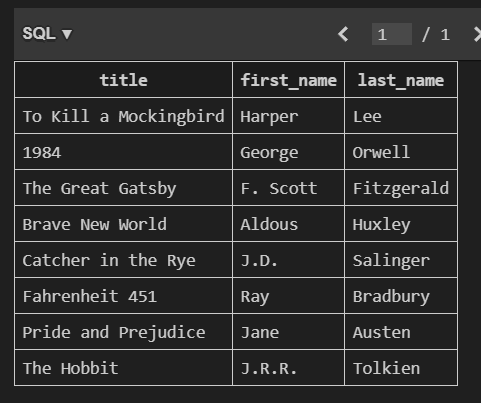 SQL ▼ < 1 / 1 >
title first_name last_name
To Kill a Mockingbird Harper Lee
1984 George Orwell
The Great Gatsby F. Scott Fitzgerald
Brave New World Aldous Huxley
Catcher in the Rye J.D. Salinger
Fahrenheit 451 Ray Bradbury
Pride and Prejudice Jane Austen
The Hobbit J.R.R. Tolkien